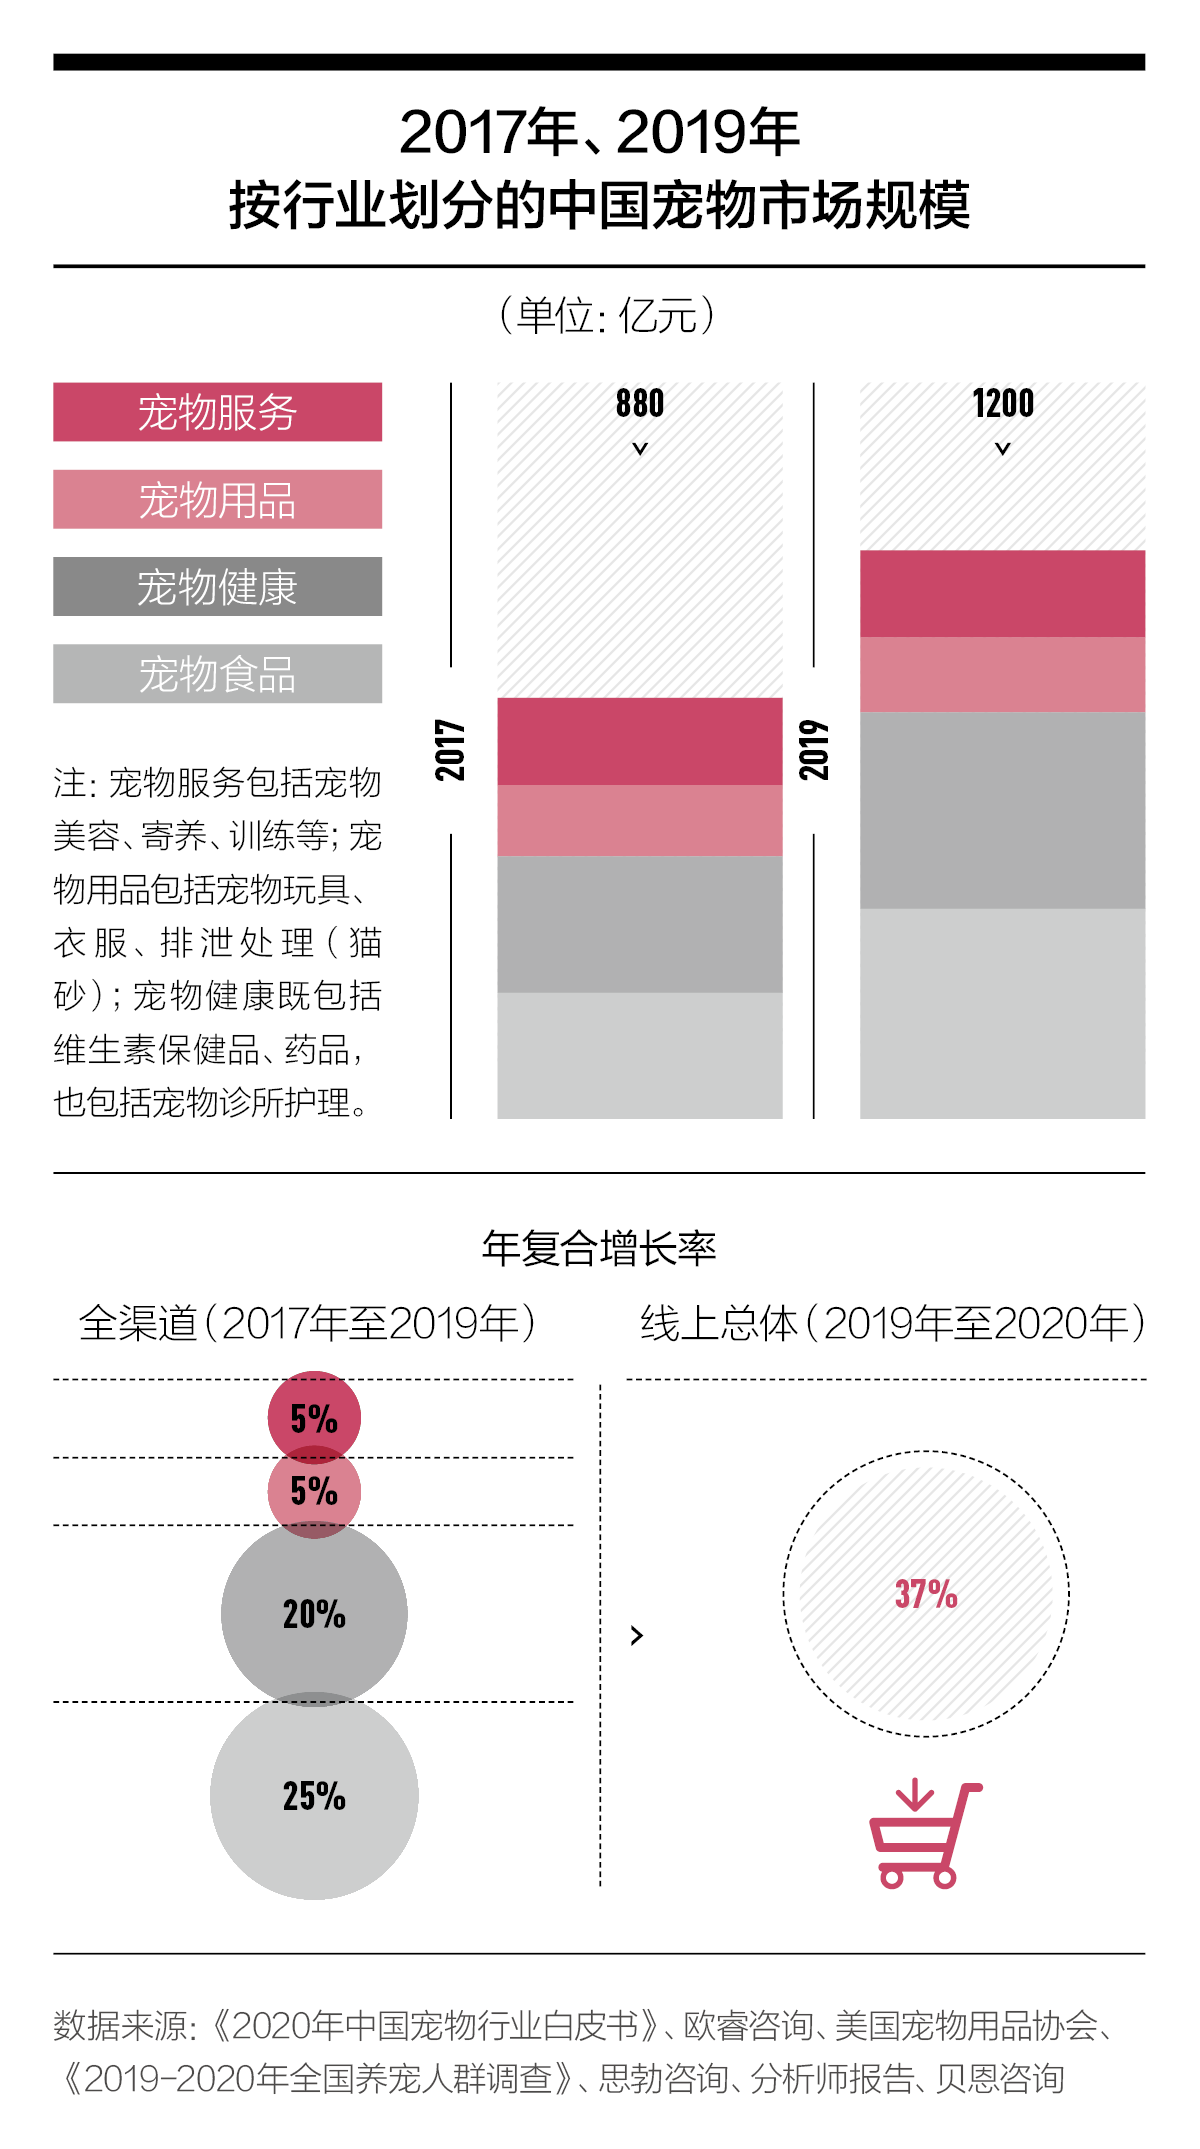 2017年、2019年
按行业划分的中国宠物市场规模
（单位：亿元）
宠物服务
宠物用品
宠物健康
宠物食品
注：宠物服务包括宠物
美容、寄养、训练等；宠
物用品包括宠物玩具、
衣服、排泄处理（猫
砂）；宠物健康既包括
维生素保健品、药品，
也包括宠物诊所护理。
2017
880
2019
1200
年复合增长率
全渠道（2017年至2019年）
5%
5%
20%
25%
线上总体（2019年至2020年）
37%
数据来源：《2020年中国宠物行业白皮书》、欧睿咨询、美国宠物用品协会、
《2019-2020年全国养宠人群调查》、思勃咨询、分析师报告、贝恩咨询